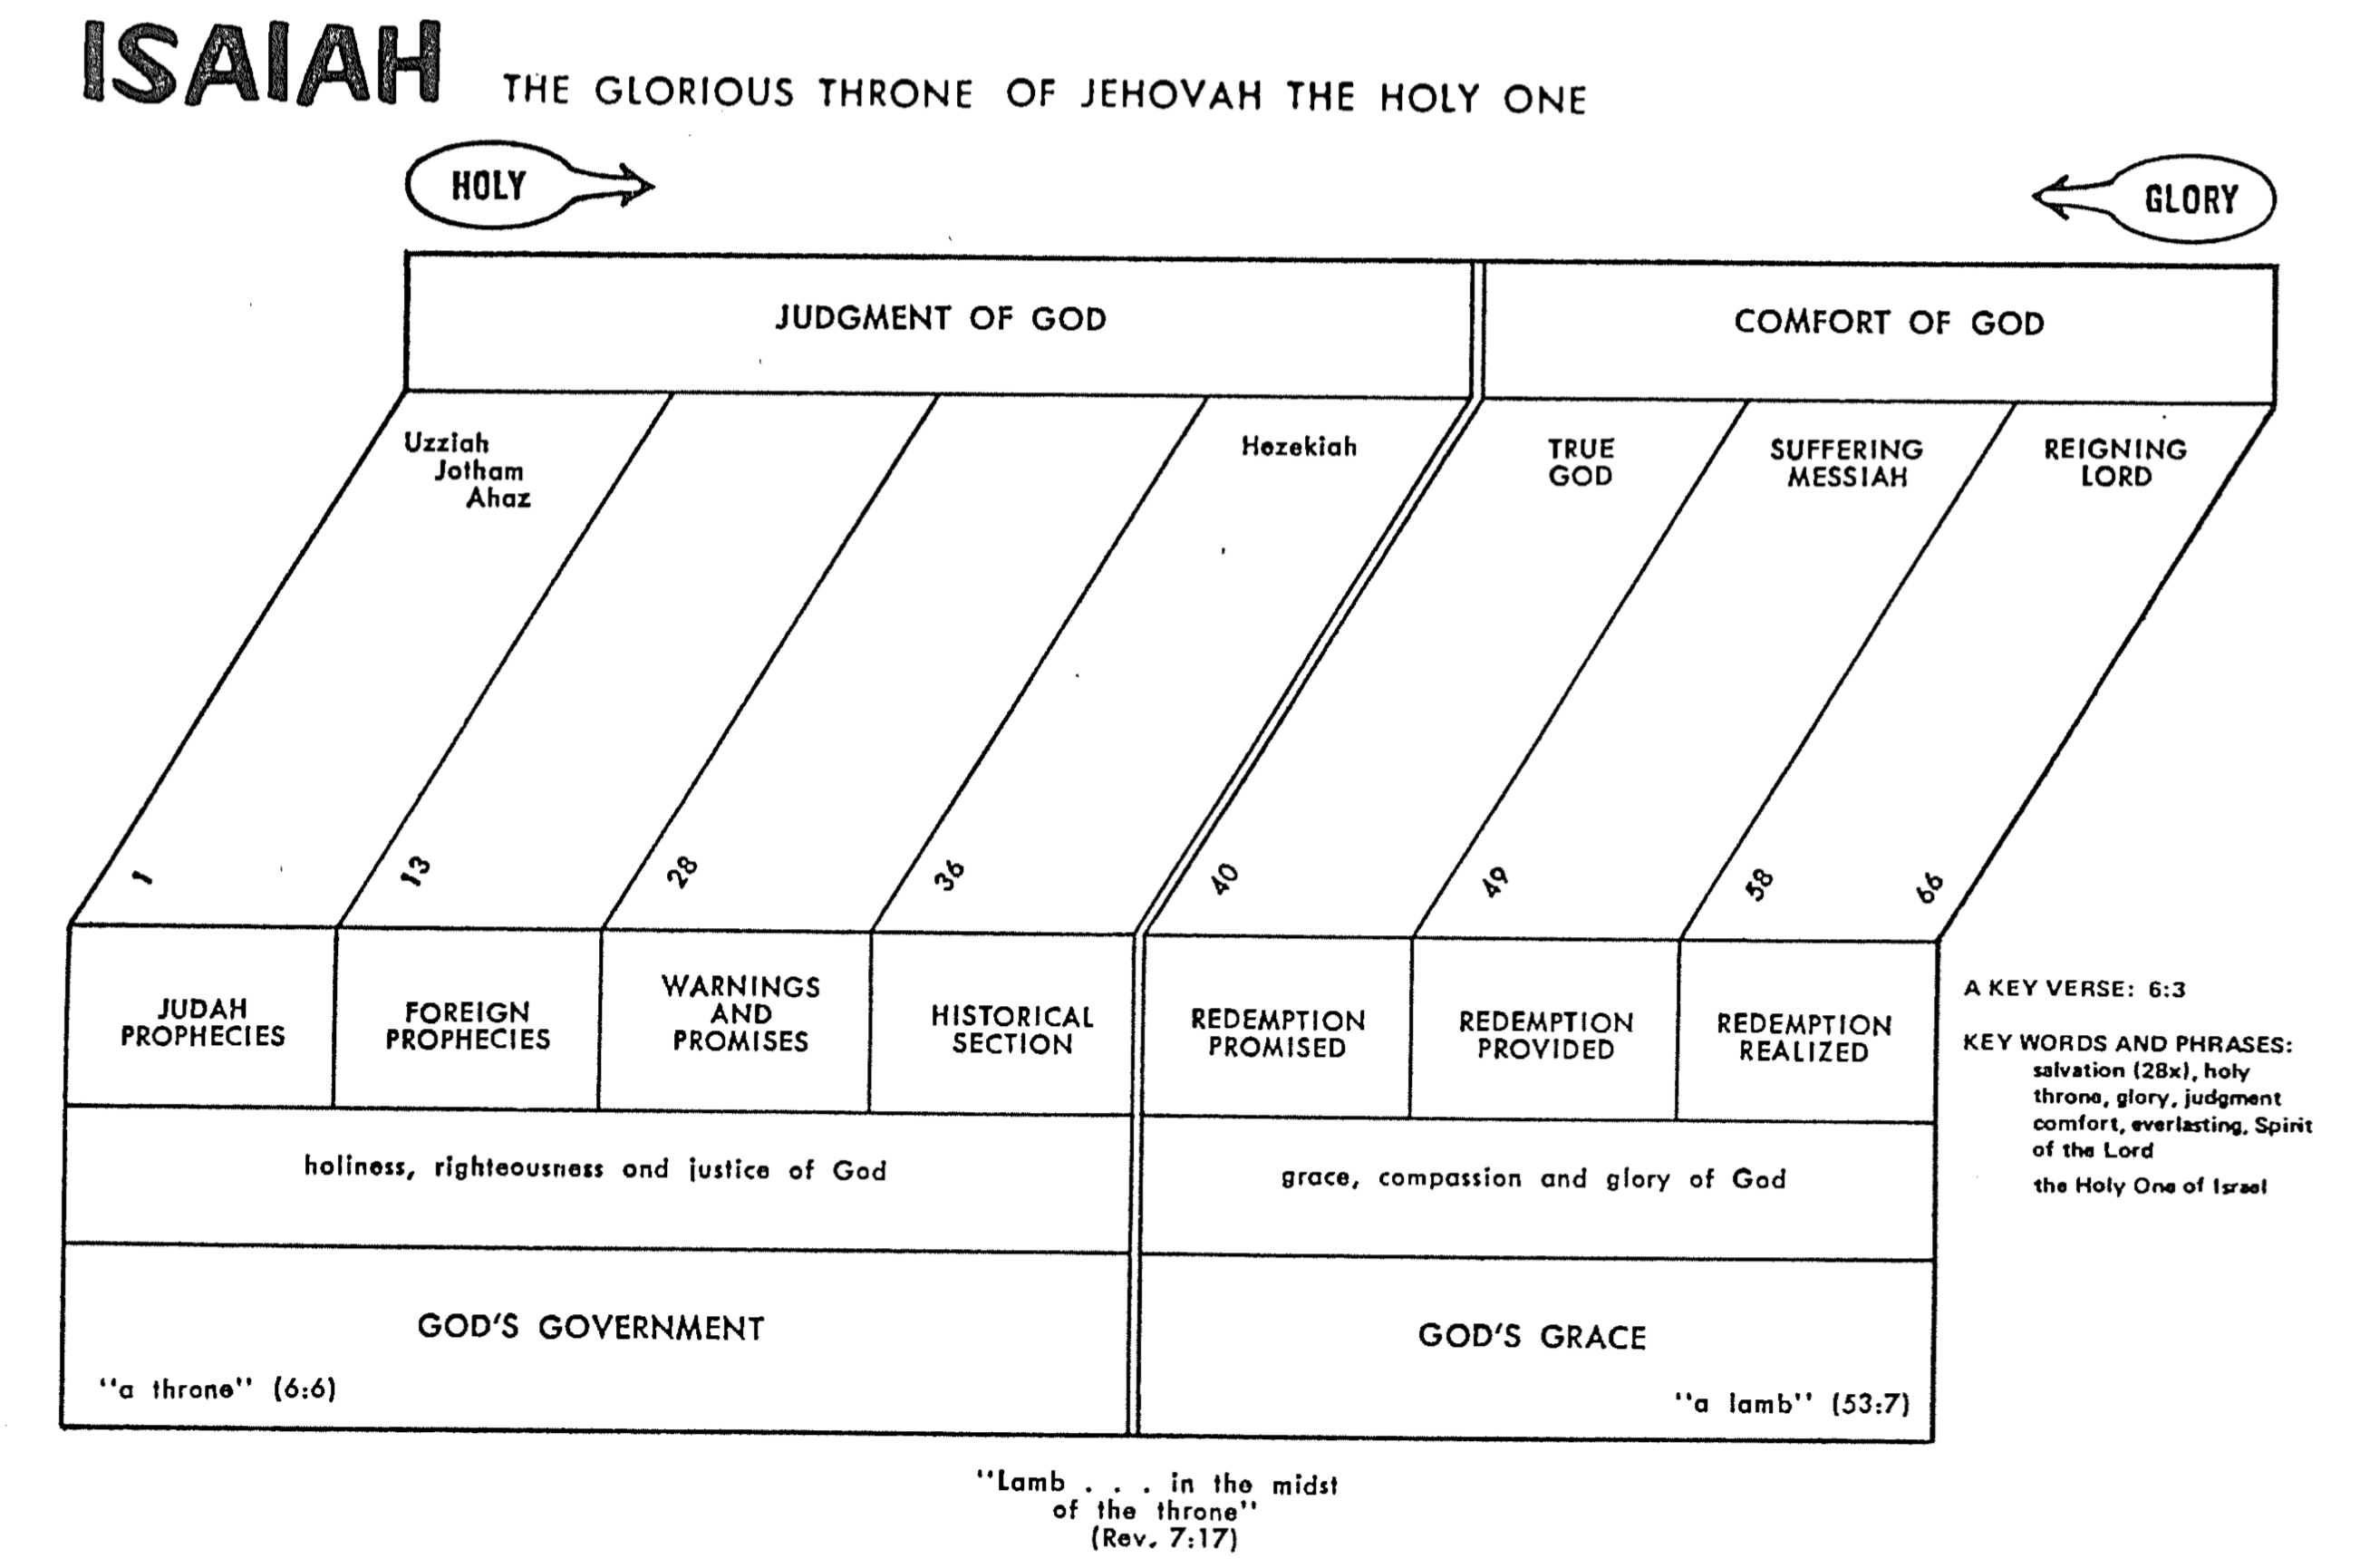 ISAIAH THE GLORIOUS THRONE OF JEHOVAH THE HOLY ONE
HOLY
GLORY
JUDGMENT OF GOD
COMFORT OF GOD
Uzziah
Jotham
Ahaz
Hezekiah
TRUE
GOD
SUFFERING
MESSIAH
REIGNING
LORD
1
13
28
36
40
49
58
66
JUDAH
PROPHECIES
FOREIGN
PROPHECIES
WARNINGS
AND
PROMISES
HISTORICAL
SECTION
REDEMPTION
PROMISED
REDEMPTION
PROVIDED
REDEMPTION
REALIZED
A KEY VERSE: 6:3
KEY WORDS AND PHRASES:
salvation (28x), holy
throne, glory, judgment
comfort, everlasting, Spirit
of the Lord
the Holy One of Israel
holiness, righteousness and justice of God
grace, compassion and glory of God
GOD'S GOVERNMENT
"a throne" (6:6)
GOD'S GRACE
"a lamb" (53:7)
"Lamb . . . in the midst
of the throne"
(Rev. 7:17)